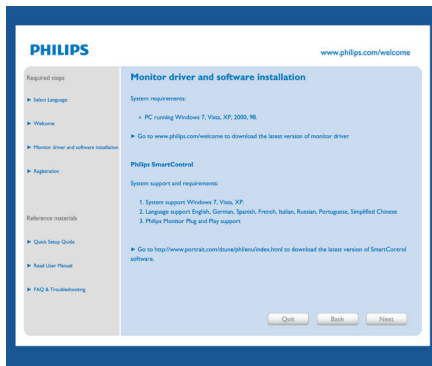 PHILIPS
www.philips.com/welcome
Required steps
► Select Language
► Welcome
► Monitor driver and software installation
► Registration
Reference materials
► Quick Setup Guide
► Read User Manual
► FAQ & Troubleshooting
Monitor driver and software installation
System requirements:
• PC running Windows 7, Vista, XP, 2000, 98.
► Go to www.philips.com/welcome to download the latest version of monitor driver
Philips SmartControl
System support and requirements:
1. System support Windows 7, Vista, XP.
2. Language support English, German, Spanish, French, Italian, Russian, Portuguese, Simplified Chinese
3. Philips Monitor Plug and Play support
► Go to http://www.portrait.com/dtune/phl/enu/index.html to download the latest version of SmartControl
software.
Quit
Back
Next